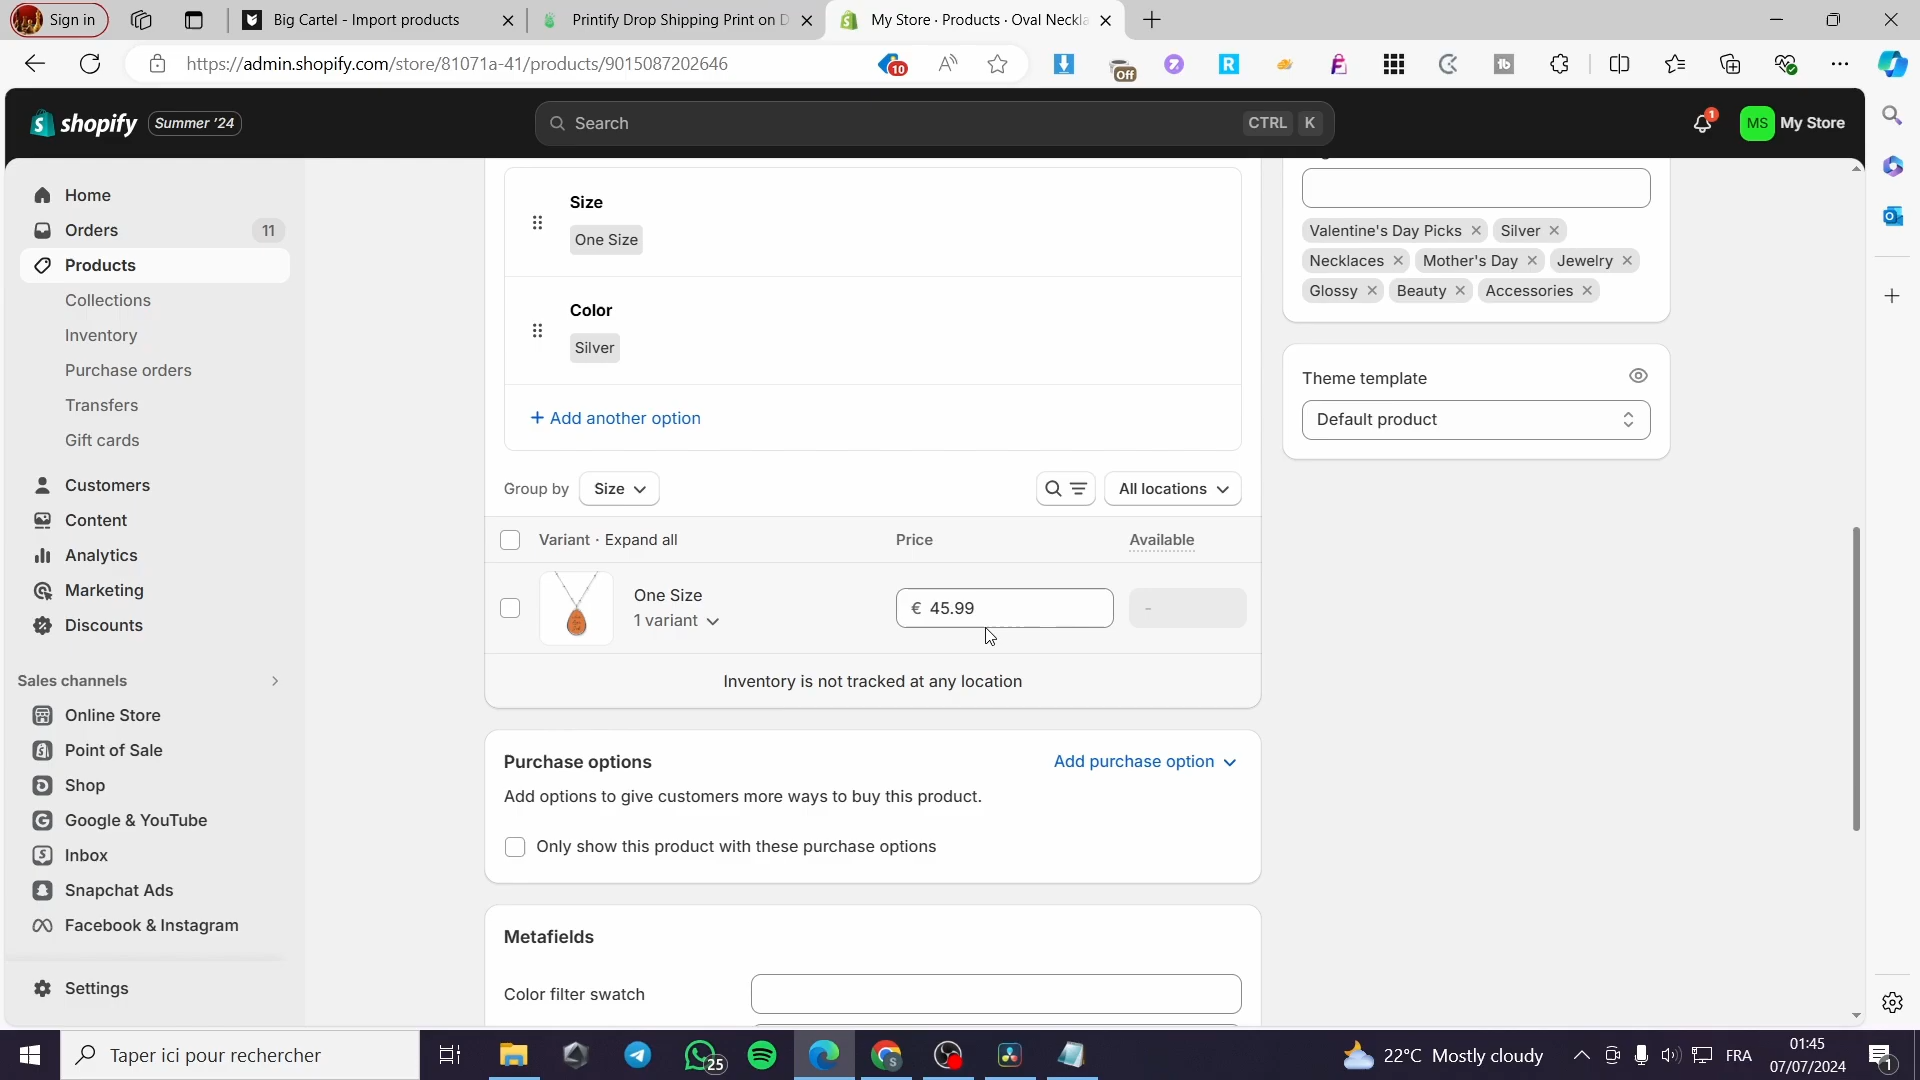 Sign in
Big Cartel - Import products
Printify Drop Shipping Print on D
My Store · Products · Oval Neckla
https://admin.shopify.com/store/81071a-41/products/9015087202646
10
Off
shopify
Summer '24
Search
CTRL K
1
MS
My Store
Home
Orders
11
Products
Collections
Inventory
Purchase orders
Transfers
Gift cards
Customers
Content
Analytics
Marketing
Discounts
Sales channels
Online Store
Point of Sale
Shop
Google & YouTube
Inbox
Snapchat Ads
Facebook & Instagram
Settings
Size
One Size
Color
Silver
+ Add another option
Group by
Size
All locations
Variant · Expand all
Price
Available
One Size
1 variant
€ 45.99
-
Inventory is not tracked at any location
Purchase options
Add purchase option
Add options to give customers more ways to buy this product.
Only show this product with these purchase options
Metafields
Color filter swatch
Valentine's Day Picks
Silver
Necklaces
Mother's Day
Jewelry
Glossy
Beauty
Accessories
Theme template
Default product
Taper ici pour rechercher
25
22°C Mostly cloudy
FRA
01:45
07/07/2024
1